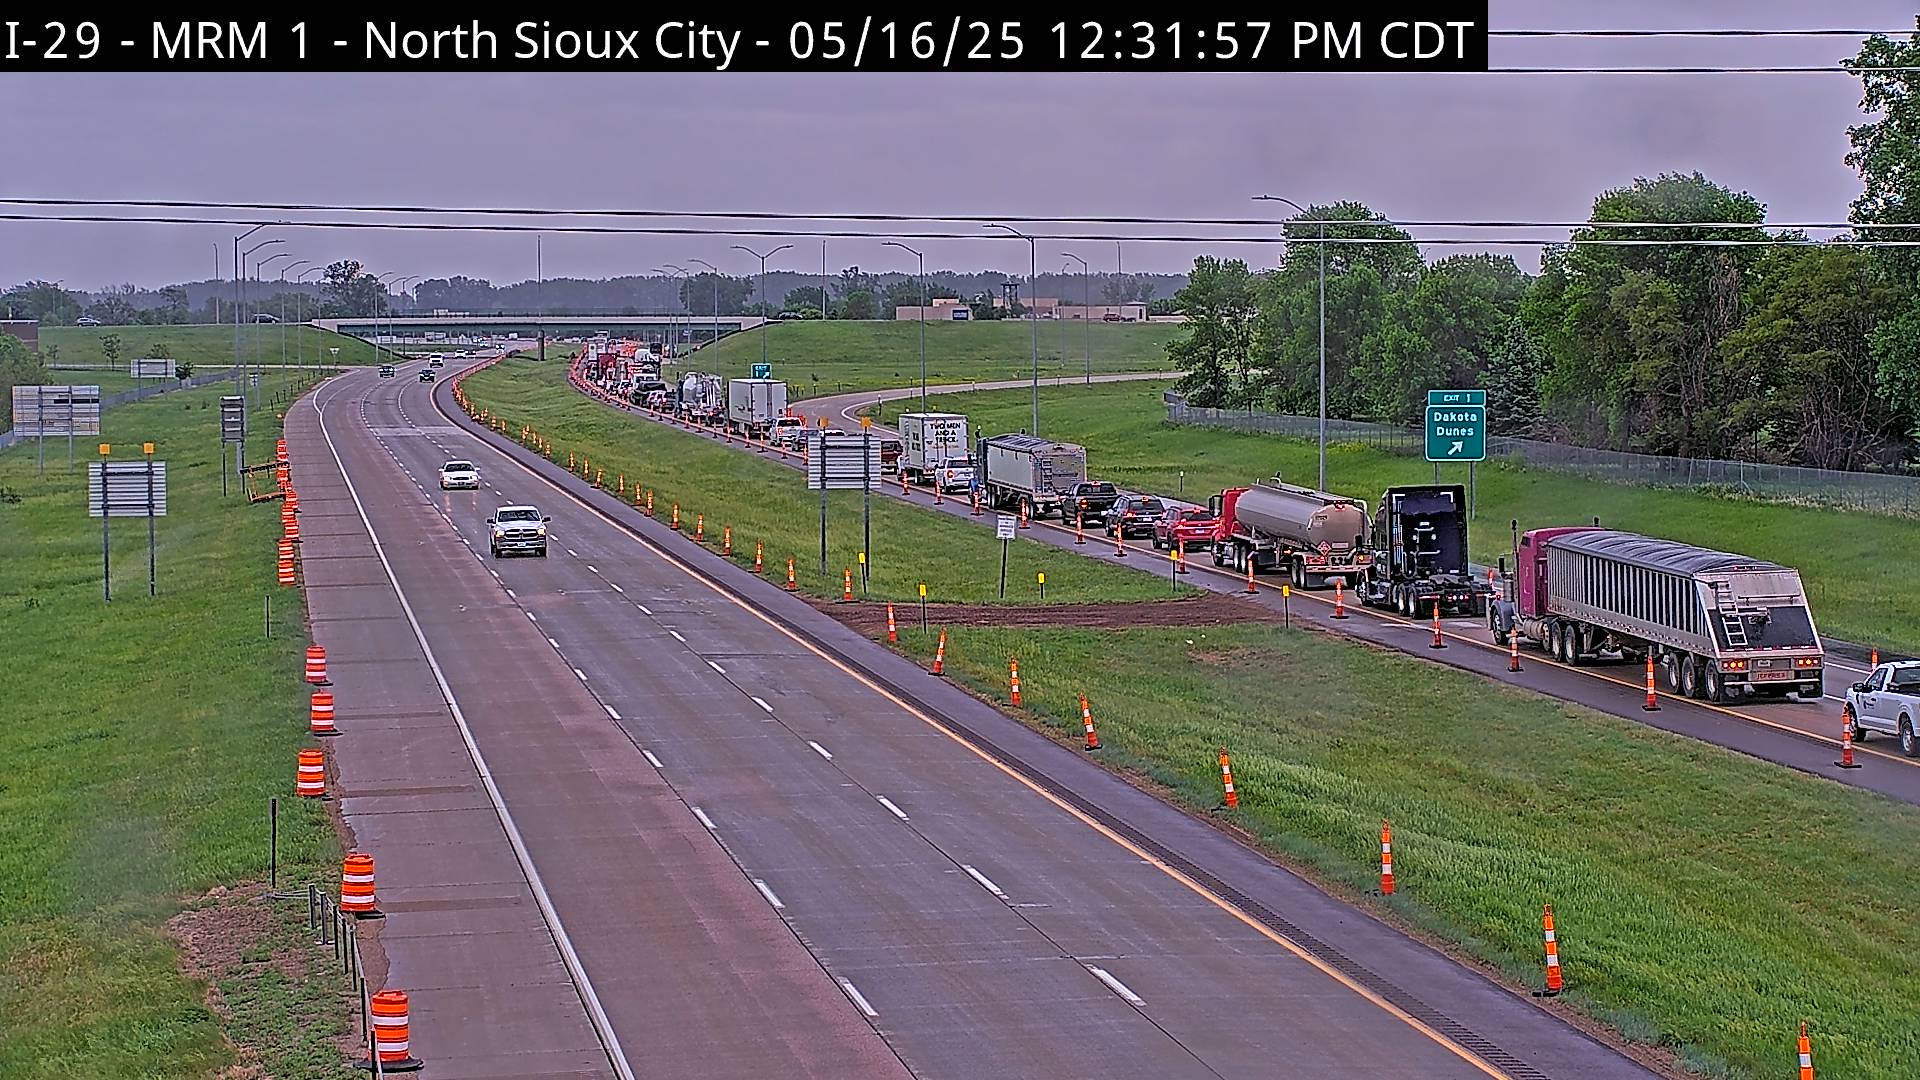 I-29 - MRM 1 - North Sioux City - 05/16/25 12:31:57 PM CDT
EXIT
TWO MEN
AND A
TRUCK
EXIT 1
Dakota
Dunes